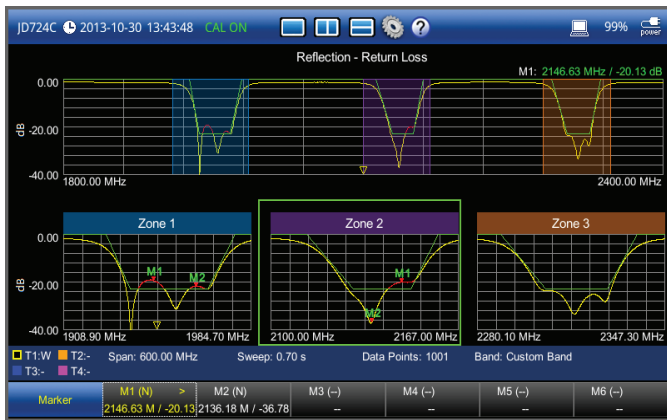 JD724C 2013-10-30 13:43:48 CAL ON ? 99% power
Reflection - Return Loss
M1: 2146.63 MHz / -20.13 dB
0.00
dB
-20.00
-40.00
1800.00 MHz 2400.00 MHz
Zone 1 Zone 2 Zone 3
0.00
M1 M2 M1
dB
-20.00
M2
-40.00
1908.90 MHz 1984.70 MHz 2100.00 MHz 2167.00 MHz 2280.10 MHz 2347.30 MHz
T1:W T2:- Span: 600.00 MHz Sweep: 0.70 s Data Points: 1001 Band: Custom Band
T3:- T4:-
Marker M1 (N) > M2 (N) M3 (--) M4 (--) M5 (--) M6 (--)
2146.63 M / -20.13 2136.18 M / -36.78 -- -- -- --